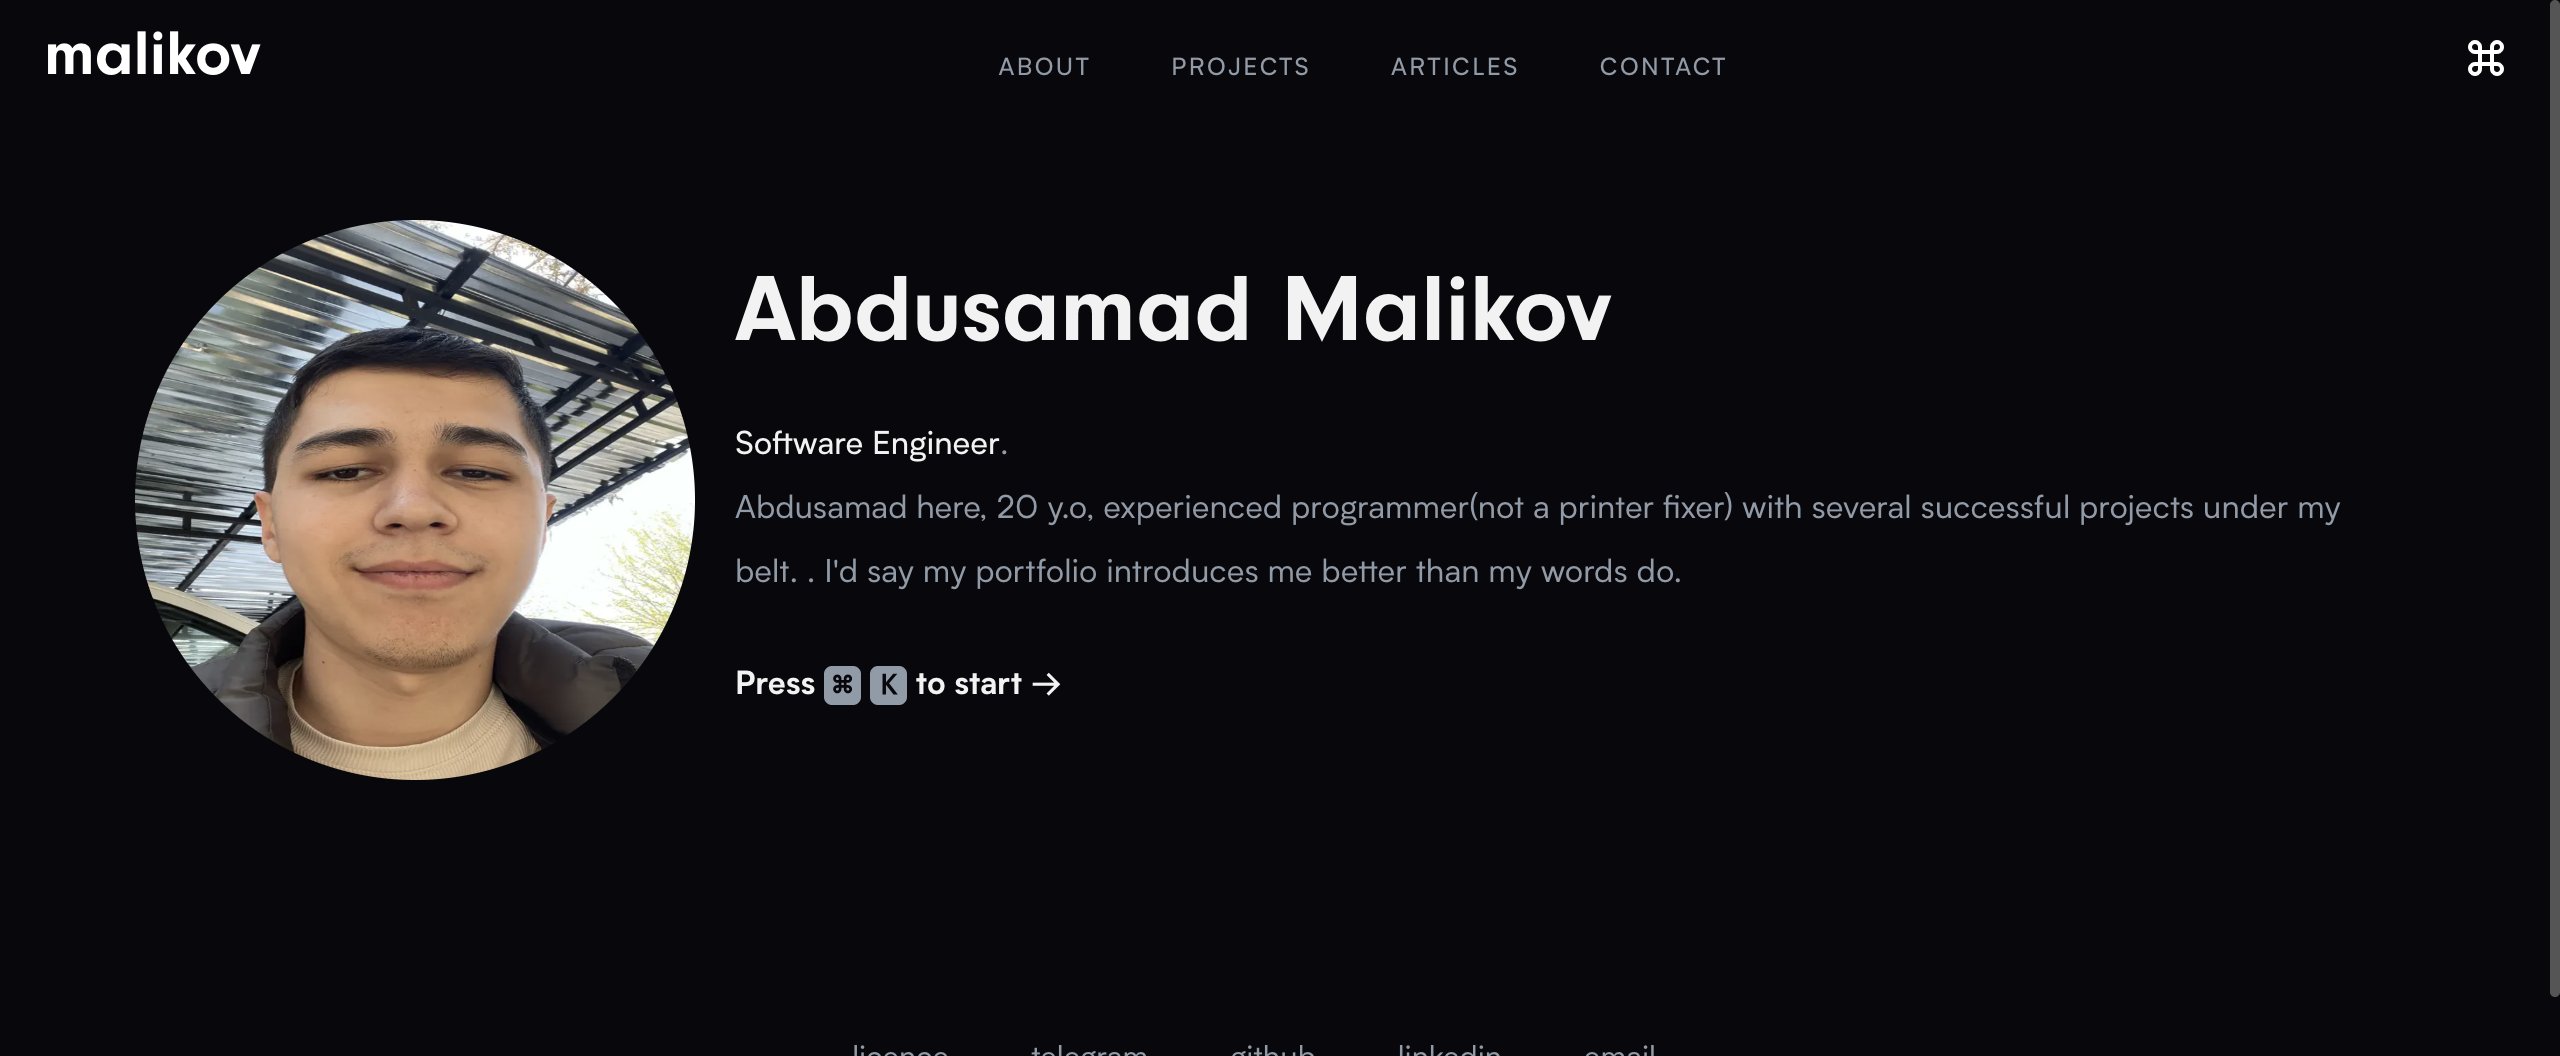 malikov
ABOUT PROJECTS ARTICLES CONTACT ⌘
Abdusamad Malikov
Software Engineer.
Abdusamad here, 20 y.o, experienced programmer(not a printer fixer) with several successful projects under my
belt. . I'd say my portfolio introduces me better than my words do.
Press ⌘ K to start →
licence telegram github linkedin email